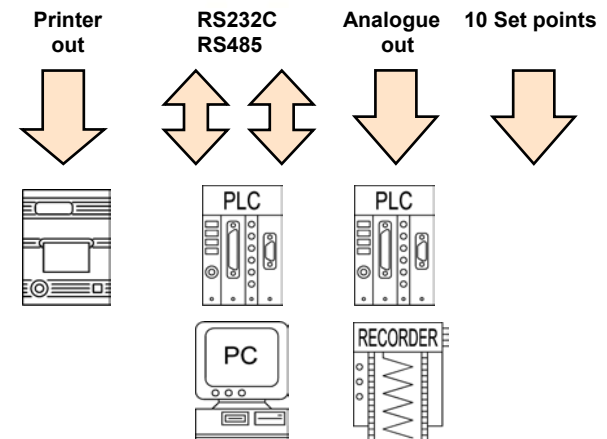 Printer
out
RS232C
RS485
Analogue
out
10 Set points
PLC
PLC
PC
RECORDER